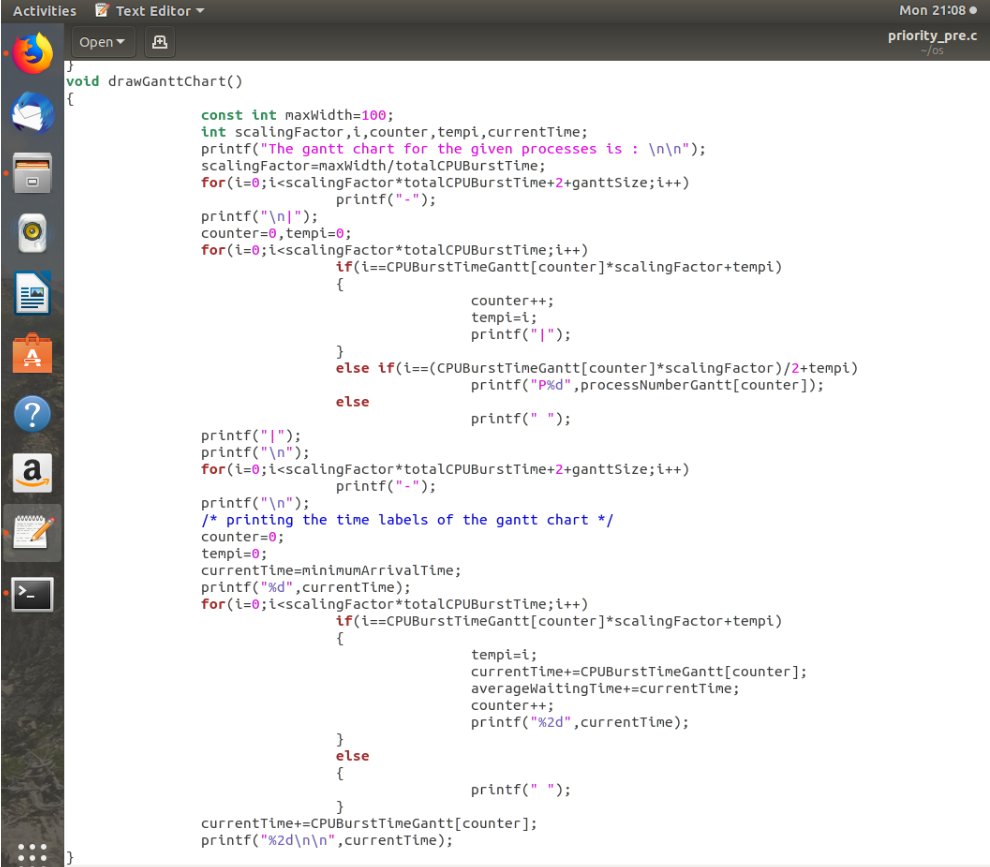 Activities Text Editor Mon 21:08
Open priority_pre.c
~/os
}
void drawGanttChart()
{
const int maxWidth=100;
int scalingFactor,i,counter,tempi,currentTime;
printf("The gantt chart for the given processes is : \n\n");
scalingFactor=maxWidth/totalCPUBurstTime;
for(i=0;i<scalingFactor*totalCPUBurstTime+2+ganttSize;i++)
printf("-");
printf("\n|");
counter=0,tempi=0;
for(i=0;i<scalingFactor*totalCPUBurstTime;i++)
if(i==CPUBurstTimeGantt[counter]*scalingFactor+tempi)
{
counter++;
tempi=i;
printf("|");
}
else if(i==(CPUBurstTimeGantt[counter]*scalingFactor)/2+tempi)
printf("P%d",processNumberGantt[counter]);
else
printf(" ");
printf("|");
printf("\n");
for(i=0;i<scalingFactor*totalCPUBurstTime+2+ganttSize;i++)
printf("-");
printf("\n");
/* printing the time labels of the gantt chart */
counter=0;
tempi=0;
currentTime=minimumArrivalTime;
printf("%d",currentTime);
for(i=0;i<scalingFactor*totalCPUBurstTime;i++)
if(i==CPUBurstTimeGantt[counter]*scalingFactor+tempi)
{
tempi=i;
currentTime+=CPUBurstTimeGantt[counter];
averageWaitingTime+=currentTime;
counter++;
printf("%2d",currentTime);
}
else
{
printf(" ");
}
currentTime+=CPUBurstTimeGantt[counter];
printf("%2d\n\n",currentTime);
}